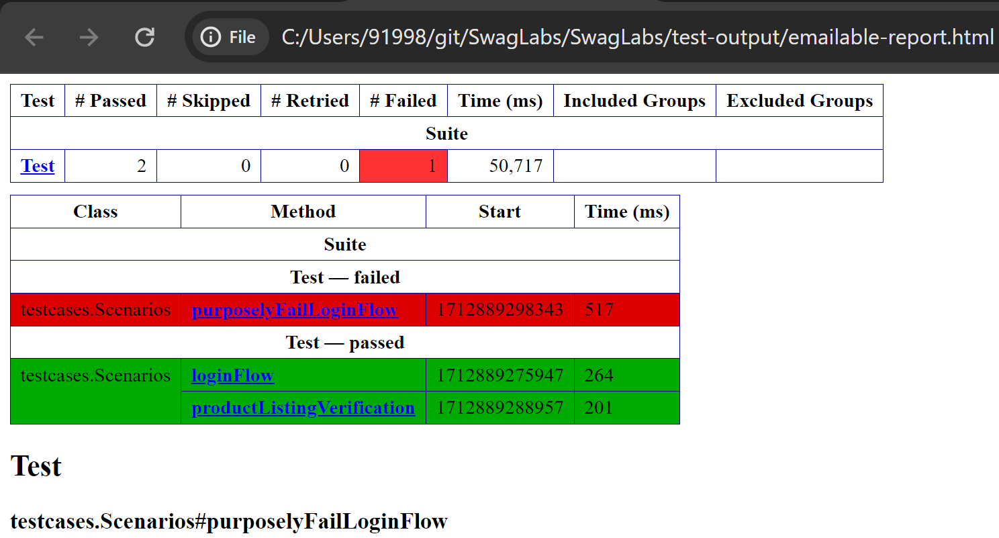 File C:/Users/91998/git/SwagLabs/SwagLabs/test-output/emailable-report.html
Test # Passed # Skipped # Retried # Failed Time (ms) Included Groups Excluded Groups
Suite
Test 2 0 0 1 50,717
Class Method Start Time (ms)
Suite
Test — failed
testcases.Scenarios purposelyFailLoginFlow 1712889298343 517
Test — passed
testcases.Scenarios loginFlow 1712889275947 264
productListingVerification 1712889288957 201
Test
testcases.Scenarios#purposelyFailLoginFlow